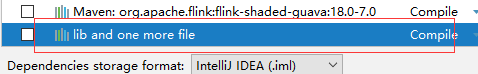 Maven: org.apache.flink:flink-shaded-guava:18.0-7.0 Compile
lib and one more file Compile
Dependencies storage format: IntelliJ IDEA (.iml)